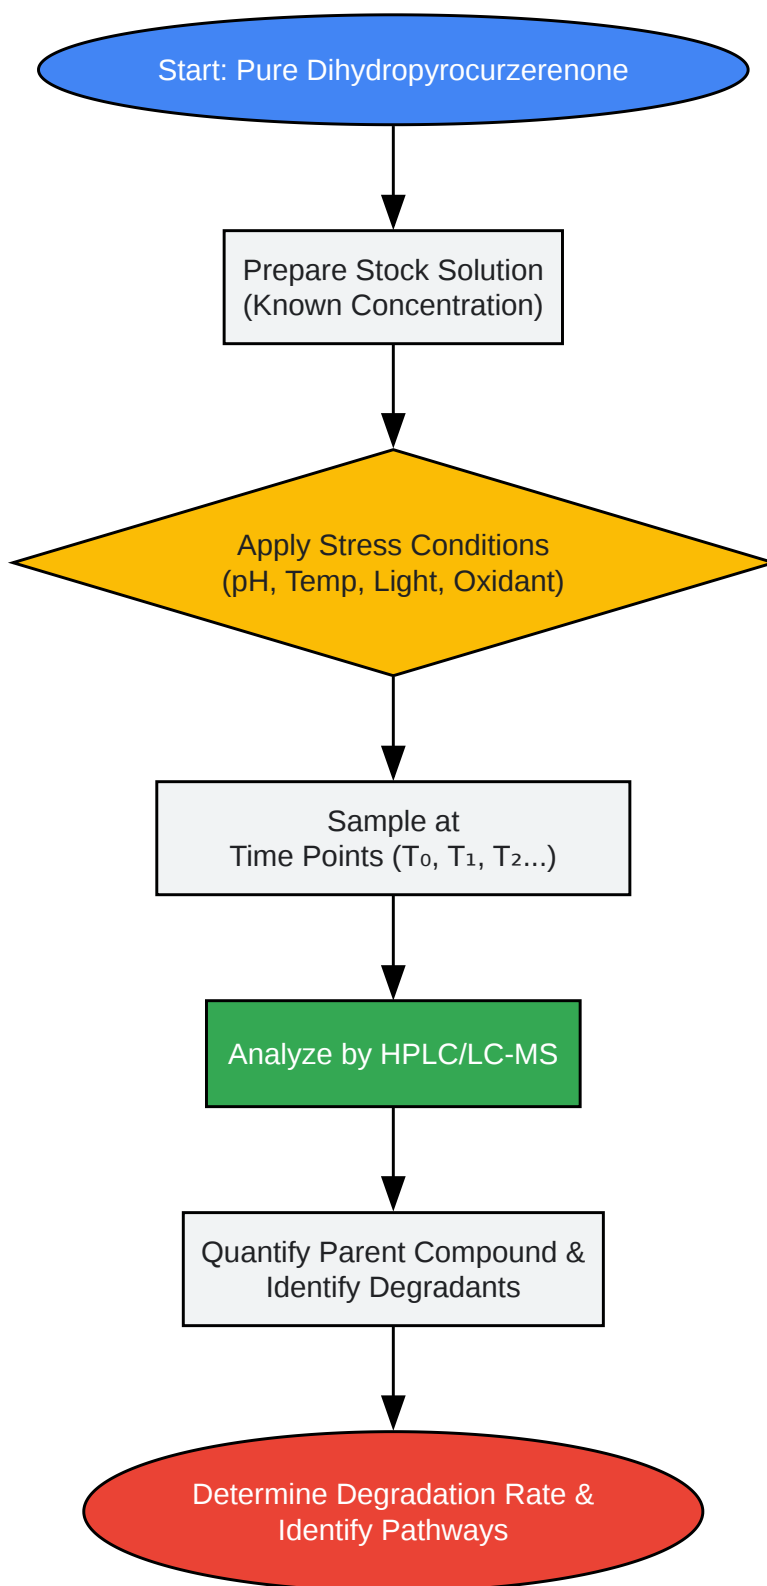 Start: Pure Dihydropyrocurzerenone
Prepare Stock Solution
(Known Concentration)
Apply Stress Conditions
(pH, Temp, Light, Oxidant)
Sample at
Time Points (T₀, T₁, T₂...)
Analyze by HPLC/LC-MS
Quantify Parent Compound &
Identify Degradants
Determine Degradation Rate &
Identify Pathways